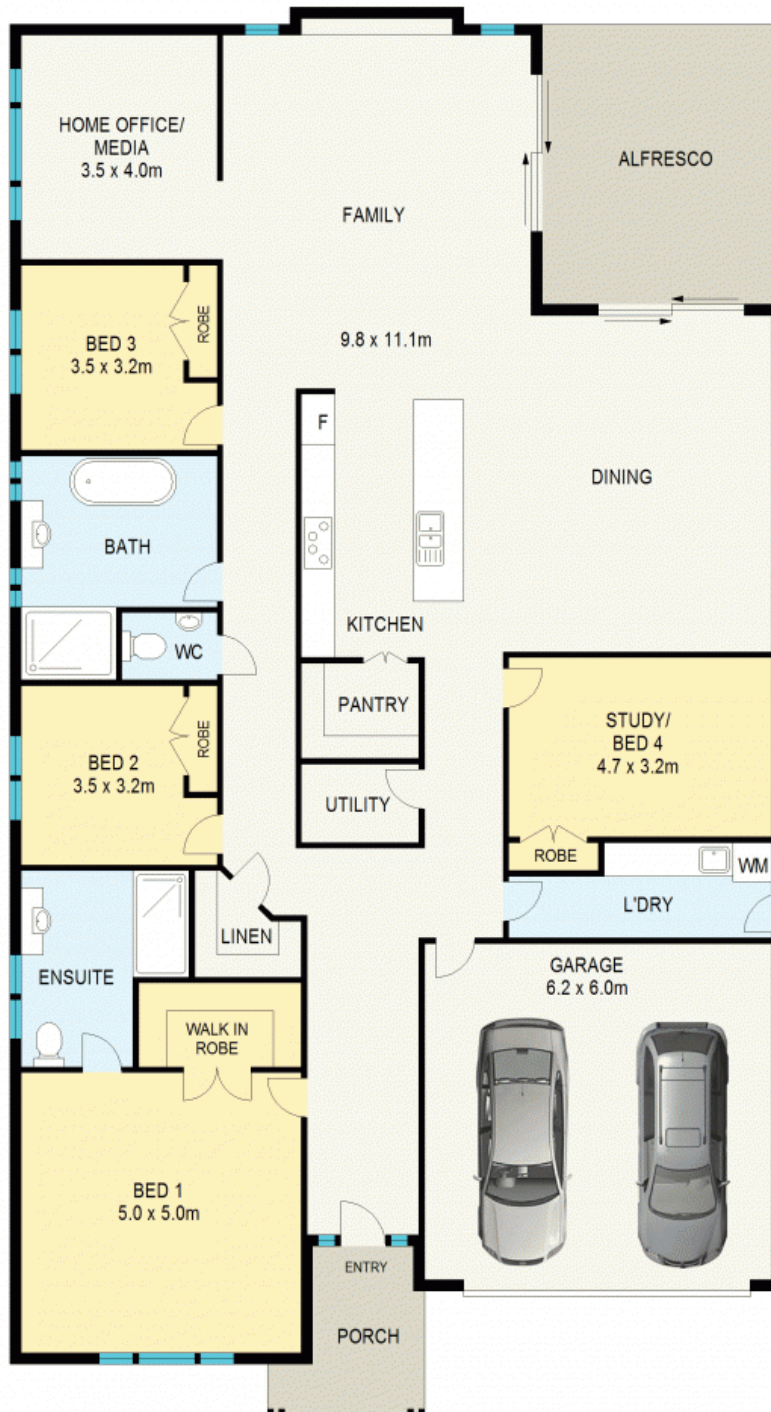 HOME OFFICE/
MEDIA
3.5 x 4.0m
ALFRESCO
FAMILY
9.8 x 11.1m
BED 3
3.5 x 3.2m
ROBE
F
DINING
BATH
KITCHEN
WC
PANTRY
STUDY/
BED 4
4.7 x 3.2m
BED 2
3.5 x 3.2m
ROBE
UTILITY
ROBE
WM
L'DRY
LINEN
ENSUITE
GARAGE
6.2 x 6.0m
WALK IN
ROBE
BED 1
5.0 x 5.0m
ENTRY
PORCH